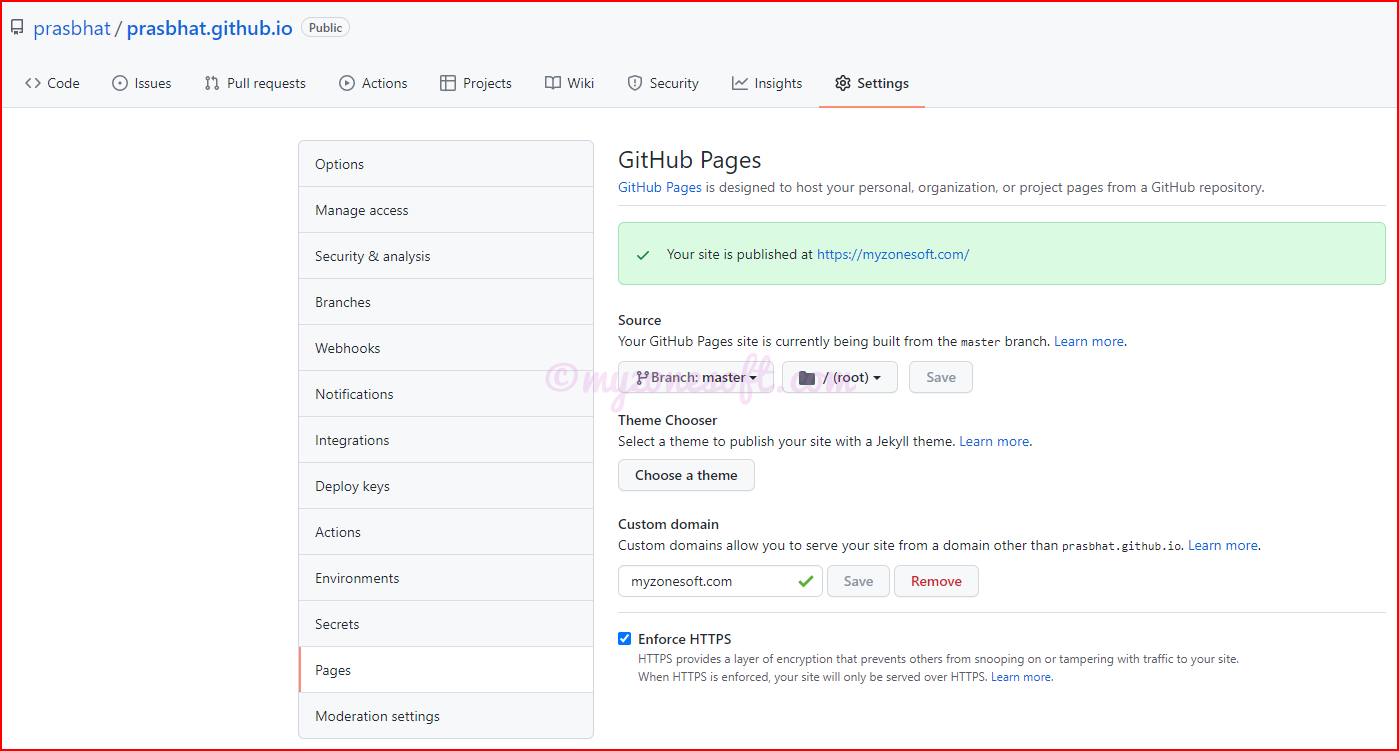 prasbhat / prasbhat.github.io Public
Code Issues Pull requests Actions Projects Wiki Security Insights Settings
Options
Manage access
Security & analysis
Branches
Webhooks
Notifications
Integrations
Deploy keys
Actions
Environments
Secrets
Pages
Moderation settings
GitHub Pages
GitHub Pages is designed to host your personal, organization, or project pages from a GitHub repository.
Your site is published at https://myzonesoft.com/
Source
Your GitHub Pages site is currently being built from the master branch. Learn more.
Branch: master / (root) Save
©myzonesoft.com
Theme Chooser
Select a theme to publish your site with a Jekyll theme. Learn more.
Choose a theme
Custom domain
Custom domains allow you to serve your site from a domain other than prasbhat.github.io. Learn more.
myzonesoft.com Save Remove
Enforce HTTPS
HTTPS provides a layer of encryption that prevents others from snooping on or tampering with traffic to your site.
When HTTPS is enforced, your site will only be served over HTTPS. Learn more.